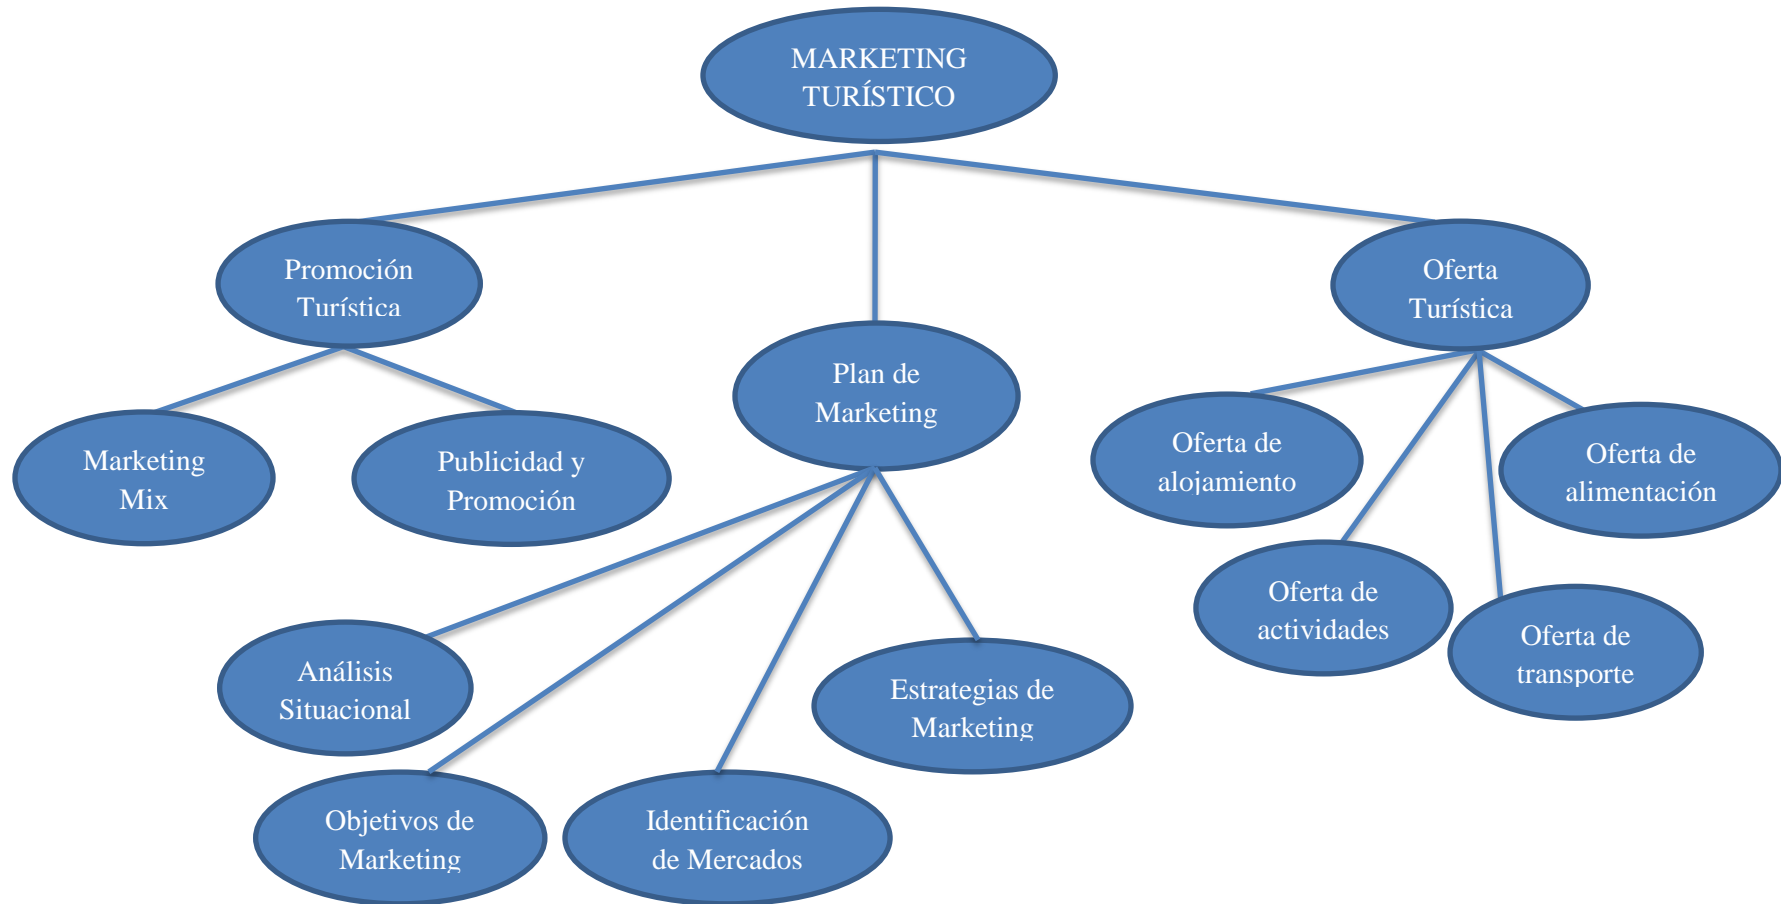 MARKETING
TURÍSTICO
Promoción
Turística
Oferta
Turística
Plan de
Marketing
Marketing
Mix
Publicidad y
Promoción
Oferta de
alojamiento
Oferta de
alimentación
Oferta de
actividades
Oferta de
transporte
Análisis
Situacional
Estrategias de
Marketing
Objetivos de
Marketing
Identificación
de Mercados